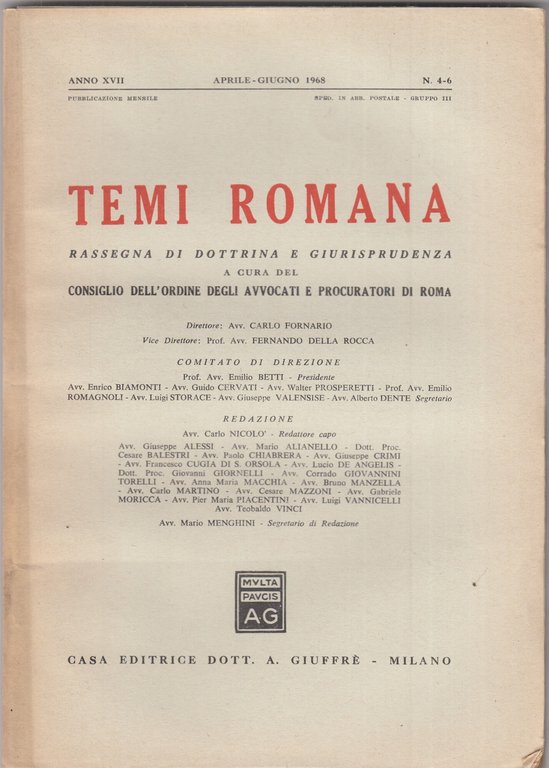 ANNO XVII APRILE-GIUGNO 1968 N. 4-6
PUBBLICAZIONE MENSILE SPED. IN ABB. POSTALE - GRUPPO III
TEMI ROMANA
RASSEGNA DI DOTTRINA E GIURISPRUDENZA
A CURA DEL
CONSIGLIO DELL'ORDINE DEGLI AVVOCATI E PROCURATORI DI ROMA
Direttore: Avv. CARLO FORNARIO
Vice Direttore: Prof. Avv. FERNANDO DELLA ROCCA
COMITATO DI DIREZIONE
Prof. Avv. Emilio BETTI - Presidente
Avv. Enrico BIAMONTI - Avv. Guido CERVATI - Avv. Walter PROSPERETTI - Prof. Avv. Emilio
ROMAGNOLI - Avv. Luigi STORACE - Avv. Giuseppe VALENSISE - Avv. Alberto DENTE Segretario
REDAZIONE
Avv. Carlo NICOLO' - Redattore capo
Avv. Giuseppe ALESSI - Avv. Mario ALIANELLO - Dott. Proc.
Cesare BALESTRI - Avv. Paolo CHIABRERA - Avv. Giuseppe CRIMI
- Avv. Francesco CUGIA DI S. ORSOLA - Avv. Lucio DE ANGELIS -
Dott. Proc. Giovanni GIORNELLI - Avv. Corrado GIOVANNINI
TORELLI - Avv. Anna Maria MACCHIA - Avv. Bruno MANZELLA
- Avv. Carlo MARTINO - Avv. Cesare MAZZONI - Avv. Gabriele
MORICCA - Avv. Pier Maria PIACENTINI - Avv. Luigi VANNICELLI
Avv. Teobaldo VINCI
Avv. Mario MENGHINI - Segretario di Redazione
MVLTA
PAVCIS
A-G
CASA EDITRICE DOTT. A. GIUFFRÈ - MILANO